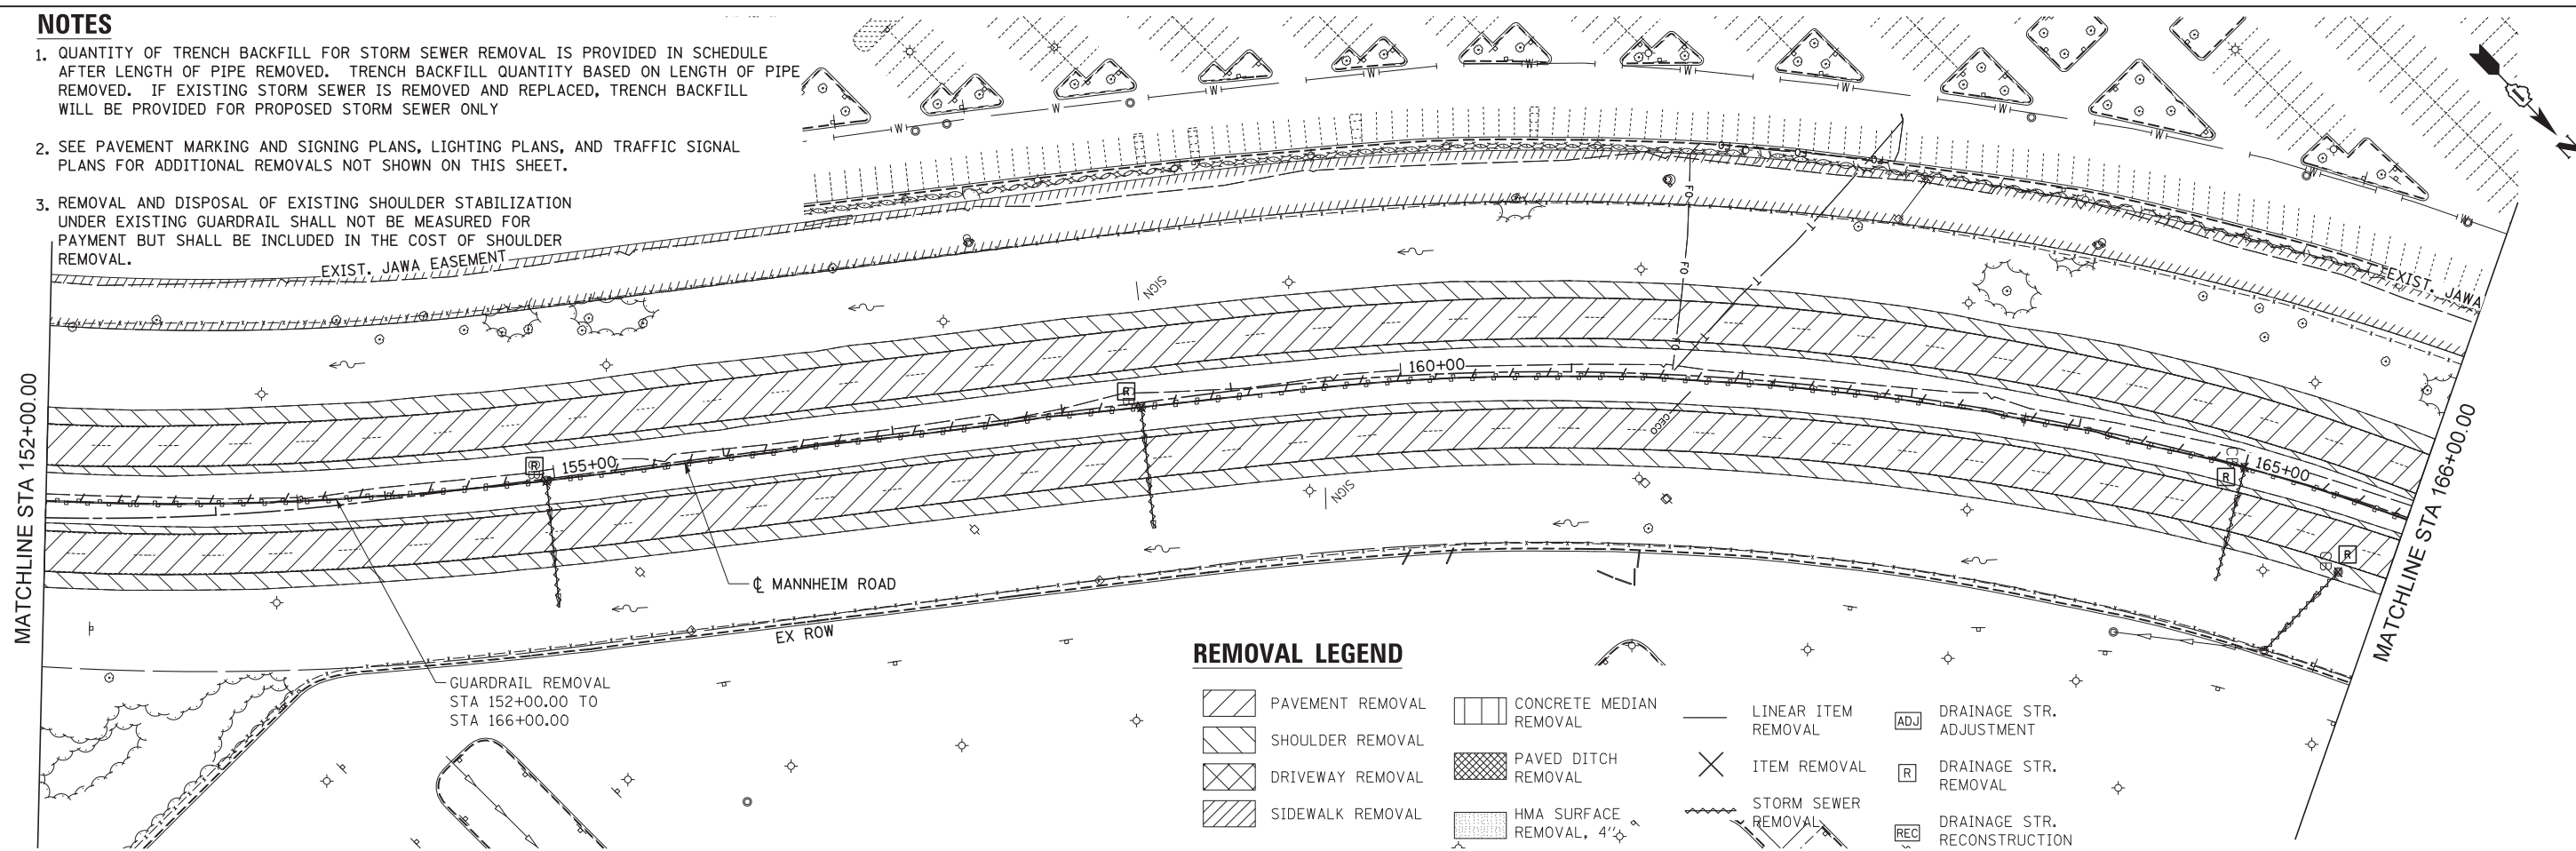 NOTES
1. QUANTITY OF TRENCH BACKFILL FOR STORM SEWER REMOVAL IS PROVIDED IN SCHEDULE
AFTER LENGTH OF PIPE REMOVED. TRENCH BACKFILL QUANTITY BASED ON LENGTH OF PIPE
REMOVED. IF EXISTING STORM SEWER IS REMOVED AND REPLACED, TRENCH BACKFILL
WILL BE PROVIDED FOR PROPOSED STORM SEWER ONLY
2. SEE PAVEMENT MARKING AND SIGNING PLANS, LIGHTING PLANS, AND TRAFFIC SIGNAL
PLANS FOR ADDITIONAL REMOVALS NOT SHOWN ON THIS SHEET.
3. REMOVAL AND DISPOSAL OF EXISTING SHOULDER STABILIZATION
UNDER EXISTING GUARDRAIL SHALL NOT BE MEASURED FOR
PAYMENT BUT SHALL BE INCLUDED IN THE COST OF SHOULDER
REMOVAL.
W
W
W
W
W
W
W
W
W
W
W
W
N
EXIST. JAWA EASEMENT
EXIST. JAWA
FO
FO
FO
SIGN
SIGN
GECO
MATCHLINE STA 152+00.00
MATCHLINE STA 166+00.00
155+00
160+00
165+00
R
R
R
R
℄ MANNHEIM ROAD
EX ROW
GUARDRAIL REMOVAL
STA 152+00.00 TO
STA 166+00.00
REMOVAL LEGEND
PAVEMENT REMOVAL
SHOULDER REMOVAL
DRIVEWAY REMOVAL
SIDEWALK REMOVAL
CONCRETE MEDIAN
REMOVAL
PAVED DITCH
REMOVAL
HMA SURFACE
REMOVAL, 4"
LINEAR ITEM
REMOVAL
ITEM REMOVAL
STORM SEWER
REMOVAL
ADJ DRAINAGE STR.
ADJUSTMENT
R DRAINAGE STR.
REMOVAL
REC DRAINAGE STR.
RECONSTRUCTION